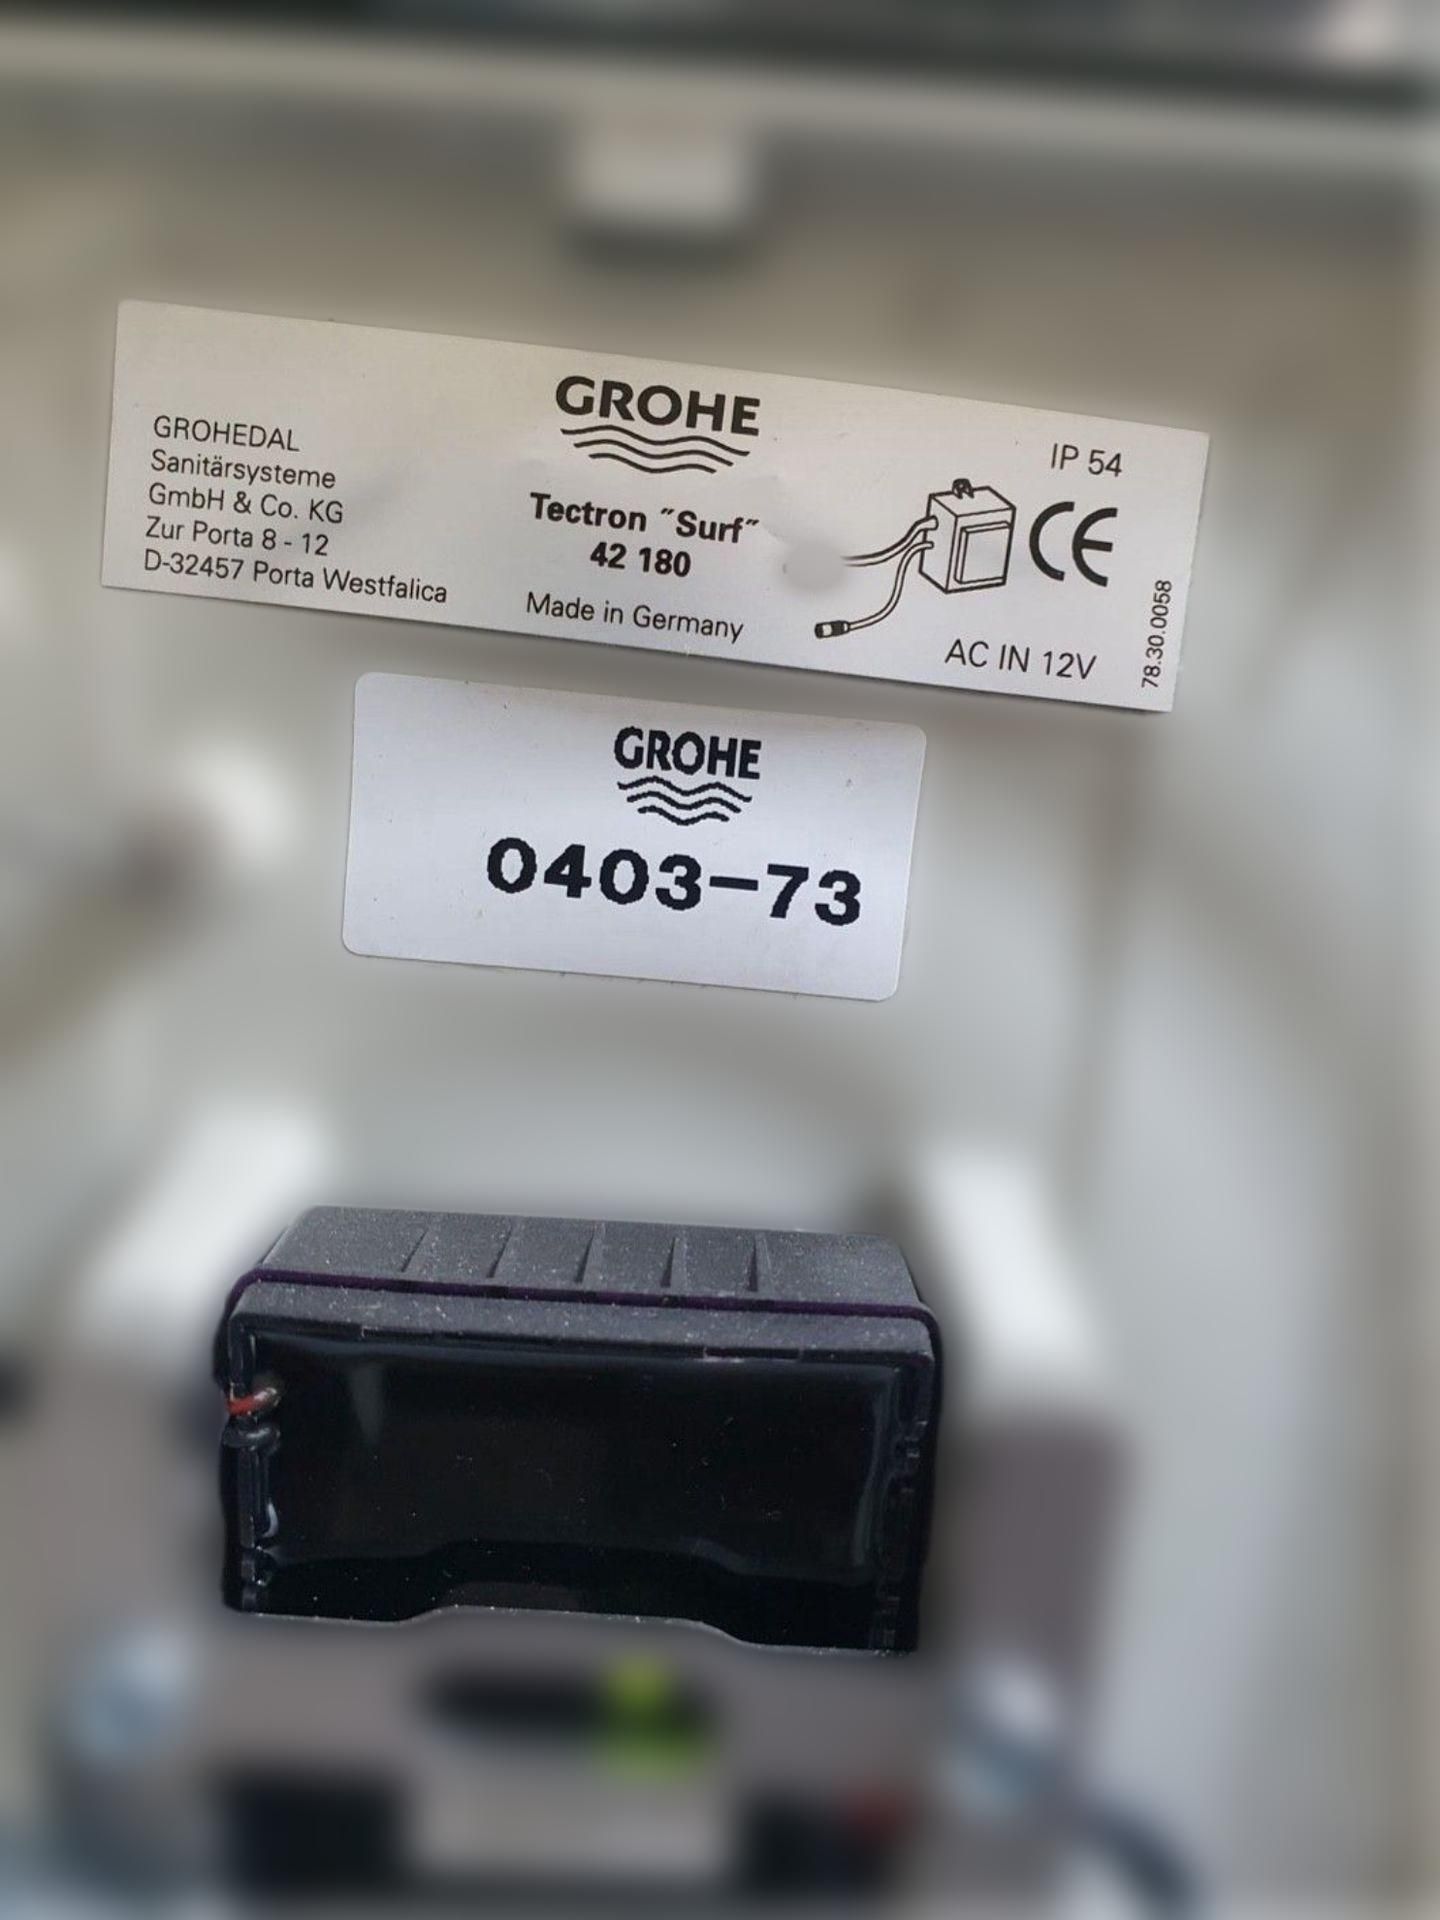 GROHEDAL
Sanitärsysteme
GmbH & Co. KG
Zur Porta 8 - 12
D-32457 Porta Westfalica
GROHE
Tectron ″Surf″
42 180
Made in Germany
IP 54
CE
AC IN 12V
78.30.0058
GROHE
0403-73